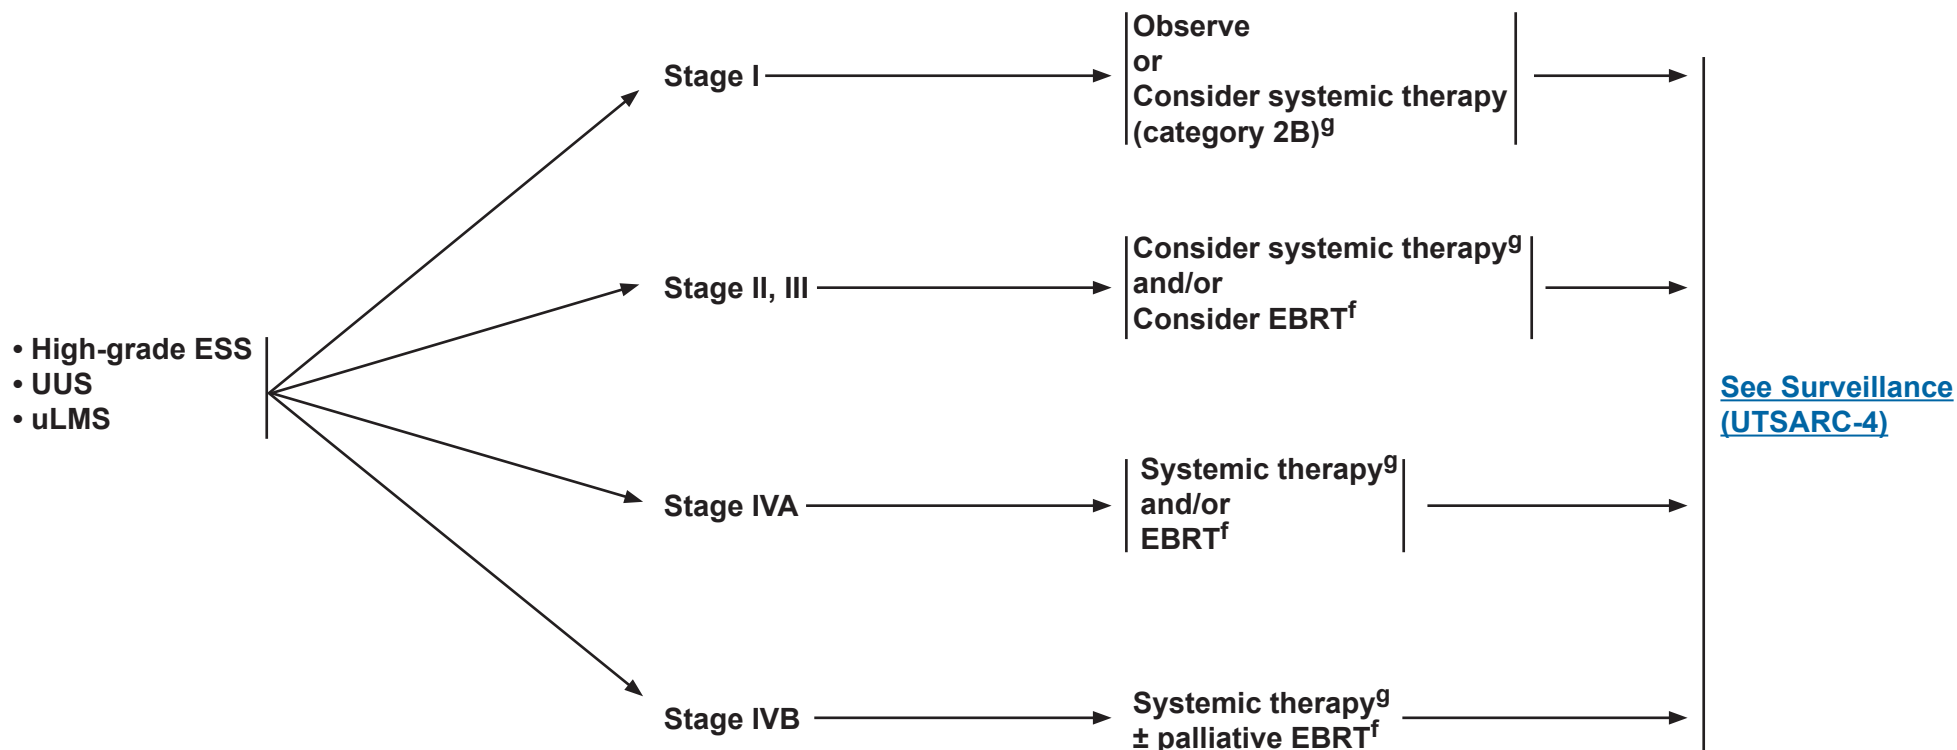 • High-grade ESS
• UUS
• uLMS
Stage I
Observe
or
Consider systemic therapy
(category 2B)g
Stage II, III
Consider systemic therapyg
and/or
Consider EBRTf
Stage IVA
Systemic therapyg
and/or
EBRTf
Stage IVB
Systemic therapyg
± palliative EBRTf
See Surveillance
(UTSARC-4)